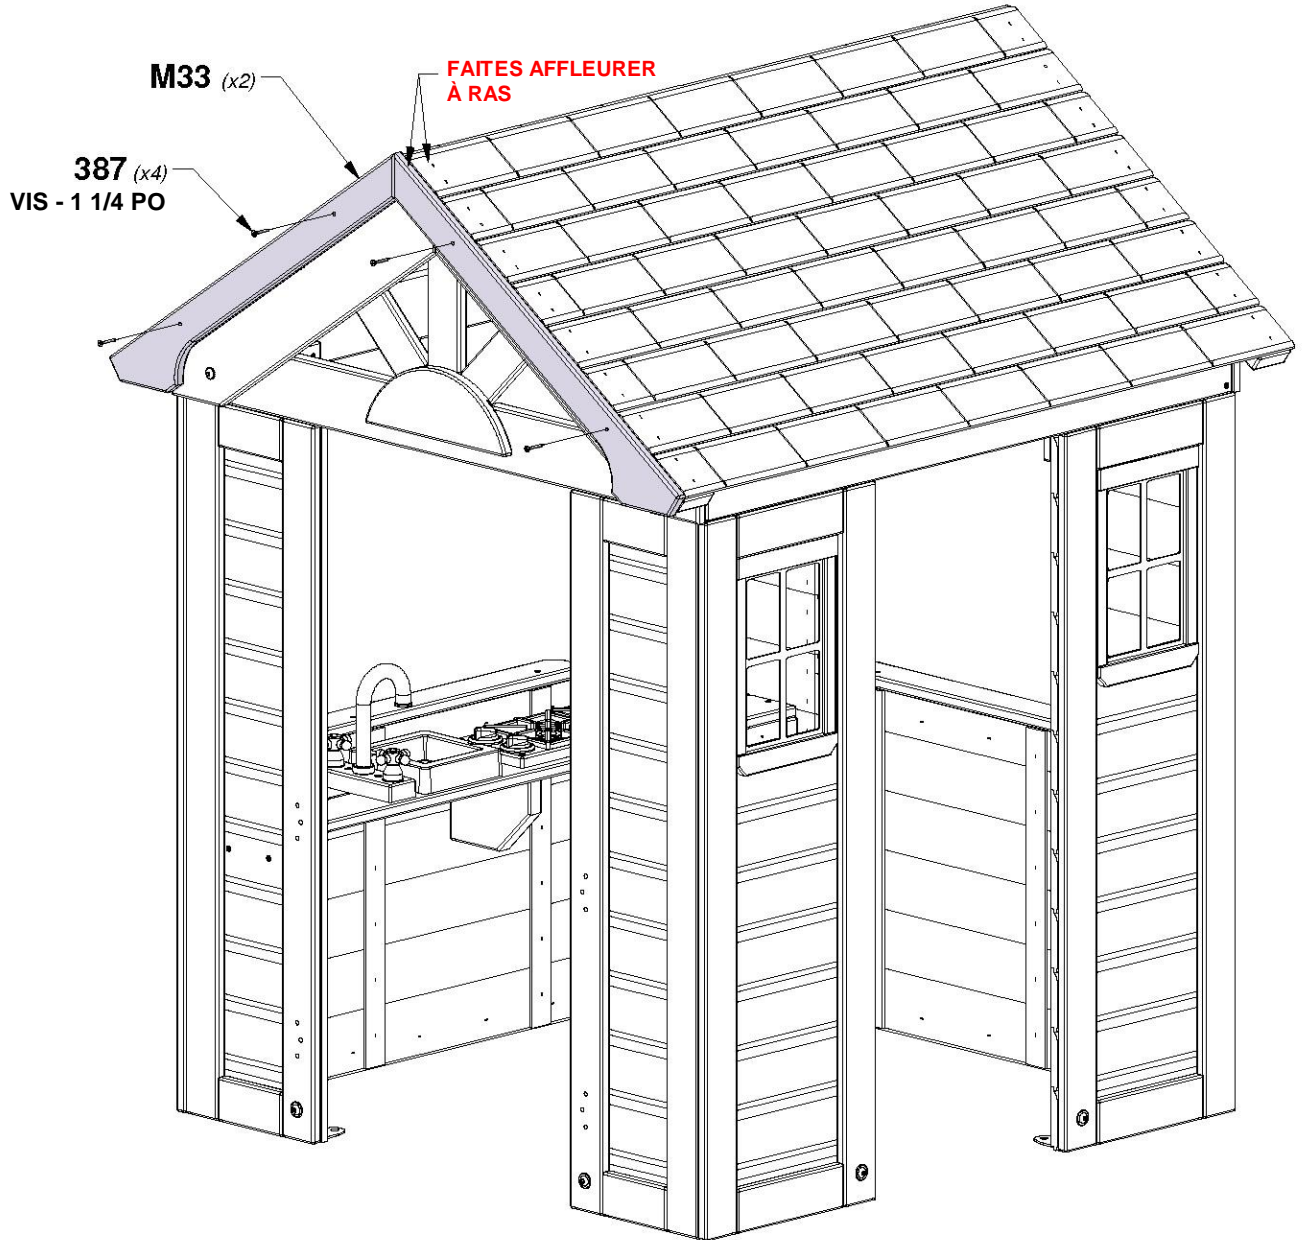 M33 (x2)
FAITES AFFLEURER
À RAS
387 (x4)
VIS - 1 1/4 PO